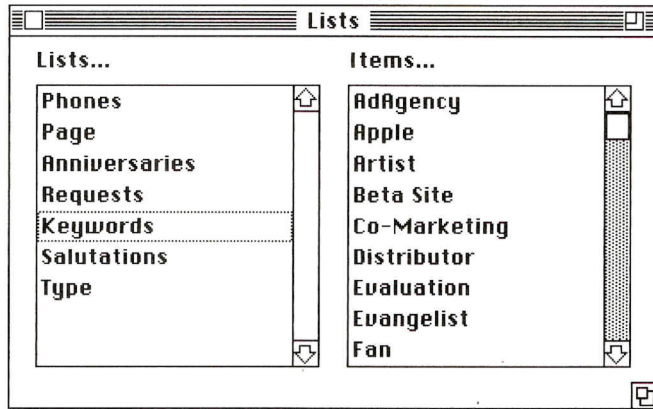 Lists
Lists...
Phones
Page
Anniversaries
Requests
Keywords
Salutations
Type
Items...
AdAgency
Apple
Artist
Beta Site
Co-Marketing
Distributor
Evaluation
Evangelist
Fan